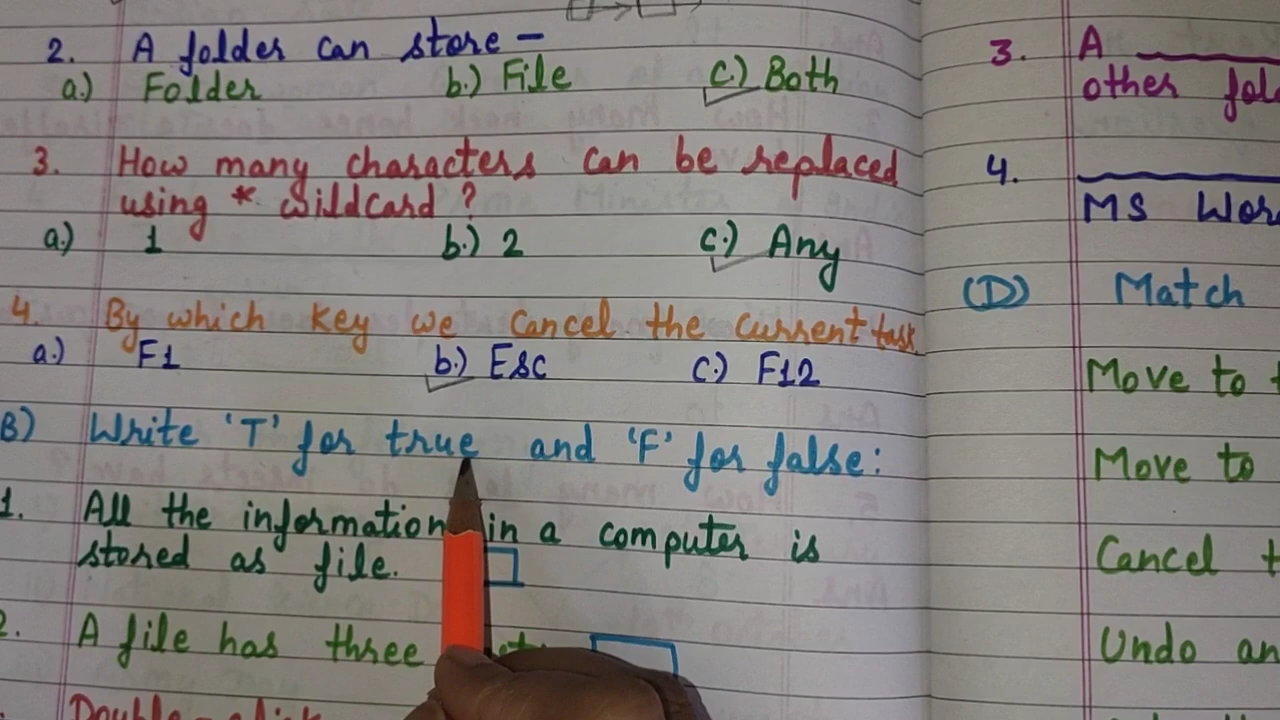 2. A folder can store -
a.) Folder b.) File c.) Both
3. How many characters can be replaced
using * wildcard ?
a.) 1 b.) 2 c.) Any
4. By which key we cancel the current task.
a.) F1 b.) Esc c.) F12
B) Write 'T' for true and 'F' for false:
1. All the information in a computer is
stored as file.
2. A file has three
Double-click
3. A
other fol
4.
MS Wor
(D) Match
Move to t
Move to
Cancel t
Undo an